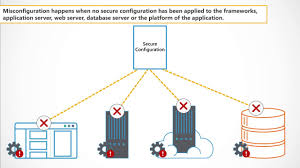 Misconfiguration happens when no secure configuration has been applied to the frameworks,
application server, web server, database server or the platform of the application.
Secure
Configuration